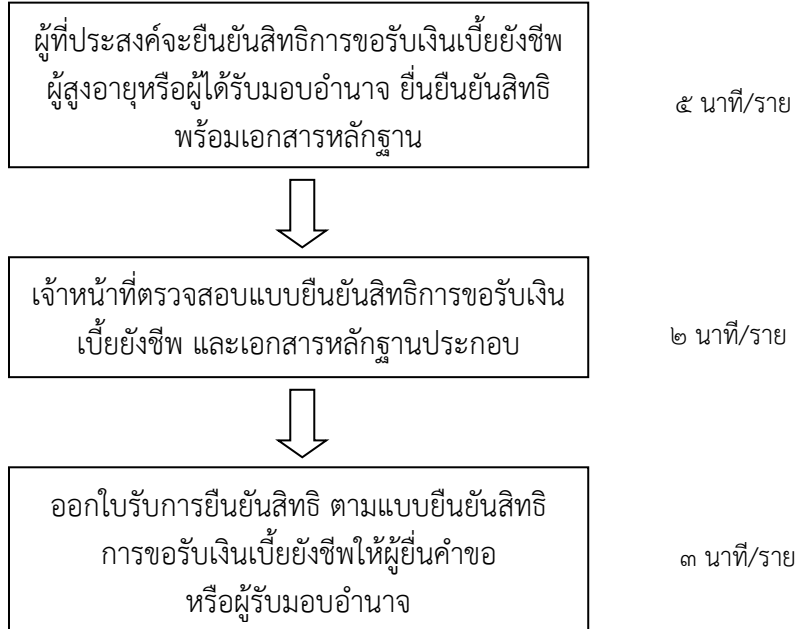 ผู้ที่ประสงค์จะยืนยันสิทธิการขอรับเงินเบี้ยยังชีพ
ผู้สูงอายุหรือผู้ได้รับมอบอำนาจ ยื่นยืนยันสิทธิ
พร้อมเอกสารหลักฐาน
๕ นาที/ราย
เจ้าหน้าที่ตรวจสอบแบบยืนยันสิทธิการขอรับเงิน
เบี้ยยังชีพ และเอกสารหลักฐานประกอบ
๒ นาที/ราย
ออกใบรับการยืนยันสิทธิ ตามแบบยืนยันสิทธิ
การขอรับเงินเบี้ยยังชีพให้ผู้ยื่นคำขอ
หรือผู้รับมอบอำนาจ
๓ นาที/ราย